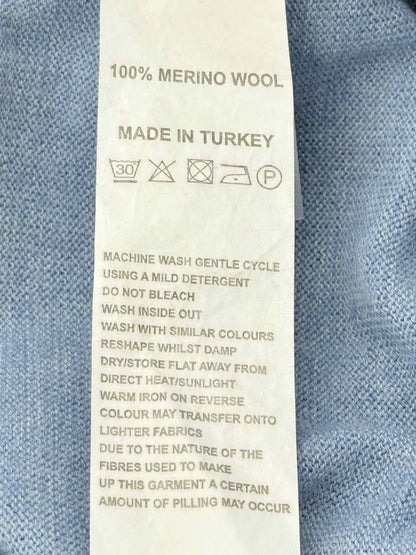 100% MERINO WOOL
MADE IN TURKEY
30 P
MACHINE WASH GENTLE CYCLE
USING A MILD DETERGENT
DO NOT BLEACH
WASH INSIDE OUT
WASH WITH SIMILAR COLOURS
RESHAPE WHILST DAMP
DRY/STORE FLAT AWAY FROM
DIRECT HEAT/SUNLIGHT
WARM IRON ON REVERSE
COLOUR MAY TRANSFER ONTO
LIGHTER FABRICS
DUE TO THE NATURE OF THE
FIBRES USED TO MAKE
UP THIS GARMENT A CERTAIN
AMOUNT OF PILLING MAY OCCUR